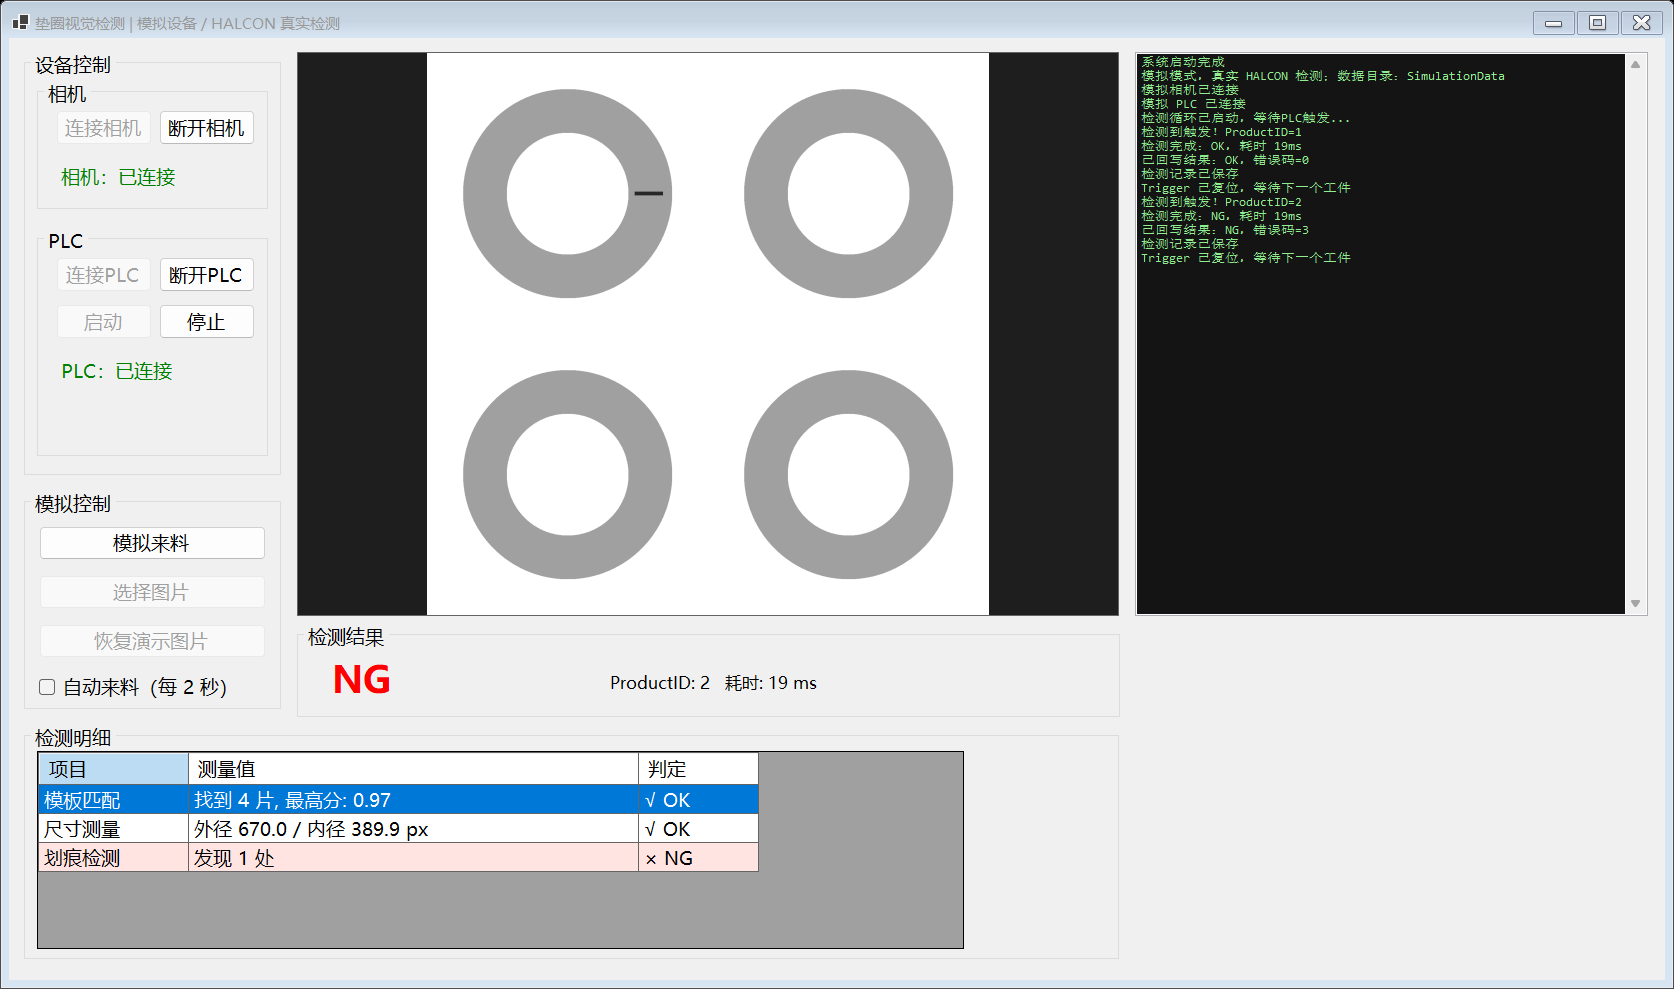 垫圈视觉检测 | 模拟设备 / HALCON 真实检测
设备控制
相机
连接相机 断开相机
相机：已连接
PLC
连接PLC 断开PLC
启动 停止
PLC：已连接
模拟控制
模拟来料
选择图片
恢复演示图片
自动来料（每 2 秒）
系统启动完成
模拟模式，真实 HALCON 检测；数据目录：SimulationData
模拟相机已连接
模拟 PLC 已连接
检测循环已启动，等待PLC触发...
检测到触发！ProductID=1
检测完成：OK，耗时 19ms
已回写结果：OK，错误码=0
检测记录已保存
Trigger 已复位，等待下一个工件
检测到触发！ProductID=2
检测完成：NG，耗时 19ms
已回写结果：NG，错误码=3
检测记录已保存
Trigger 已复位，等待下一个工件
检测结果
NG ProductID: 2 耗时: 19 ms
检测明细
项目 测量值 判定
模板匹配 找到 4 片, 最高分: 0.97 √ OK
尺寸测量 外径 670.0 / 内径 389.9 px √ OK
划痕检测 发现 1 处 × NG